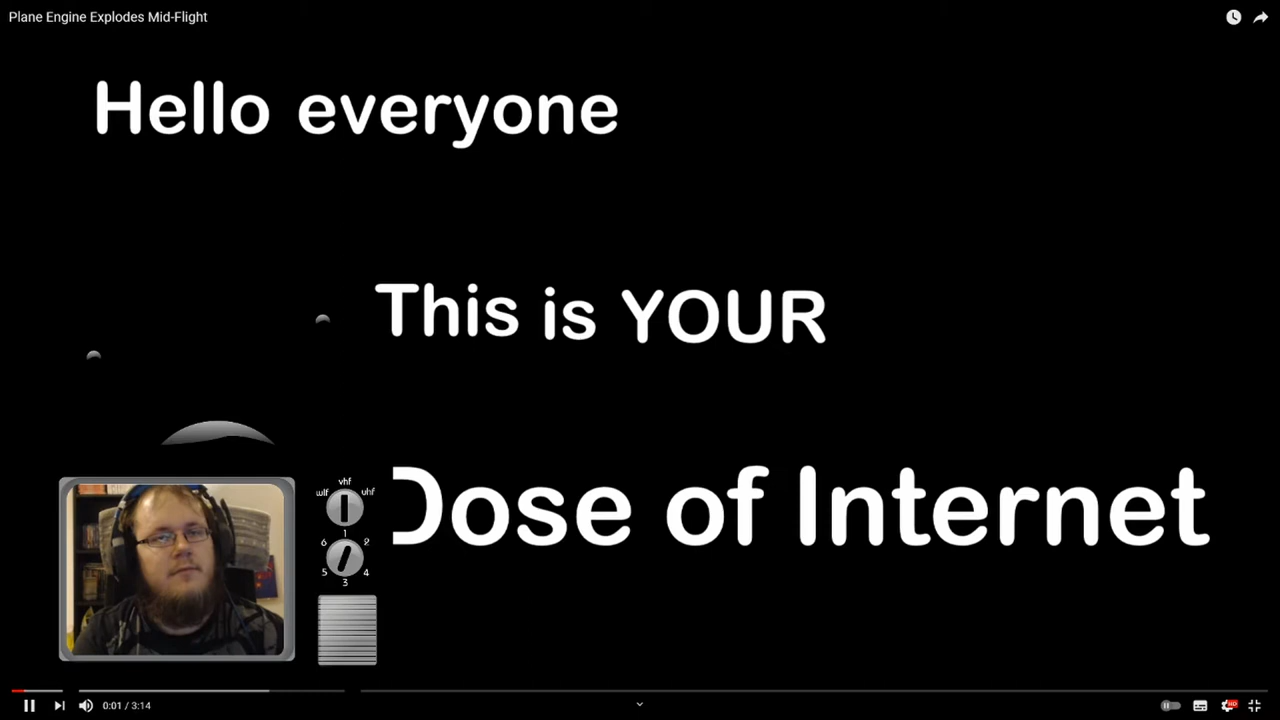 Plane Engine Explodes Mid-Flight
Hello everyone
This is YOUR
Dose of Internet
vhf
uhf
1
6 2
5 4
3
0:01 / 3:14
HD